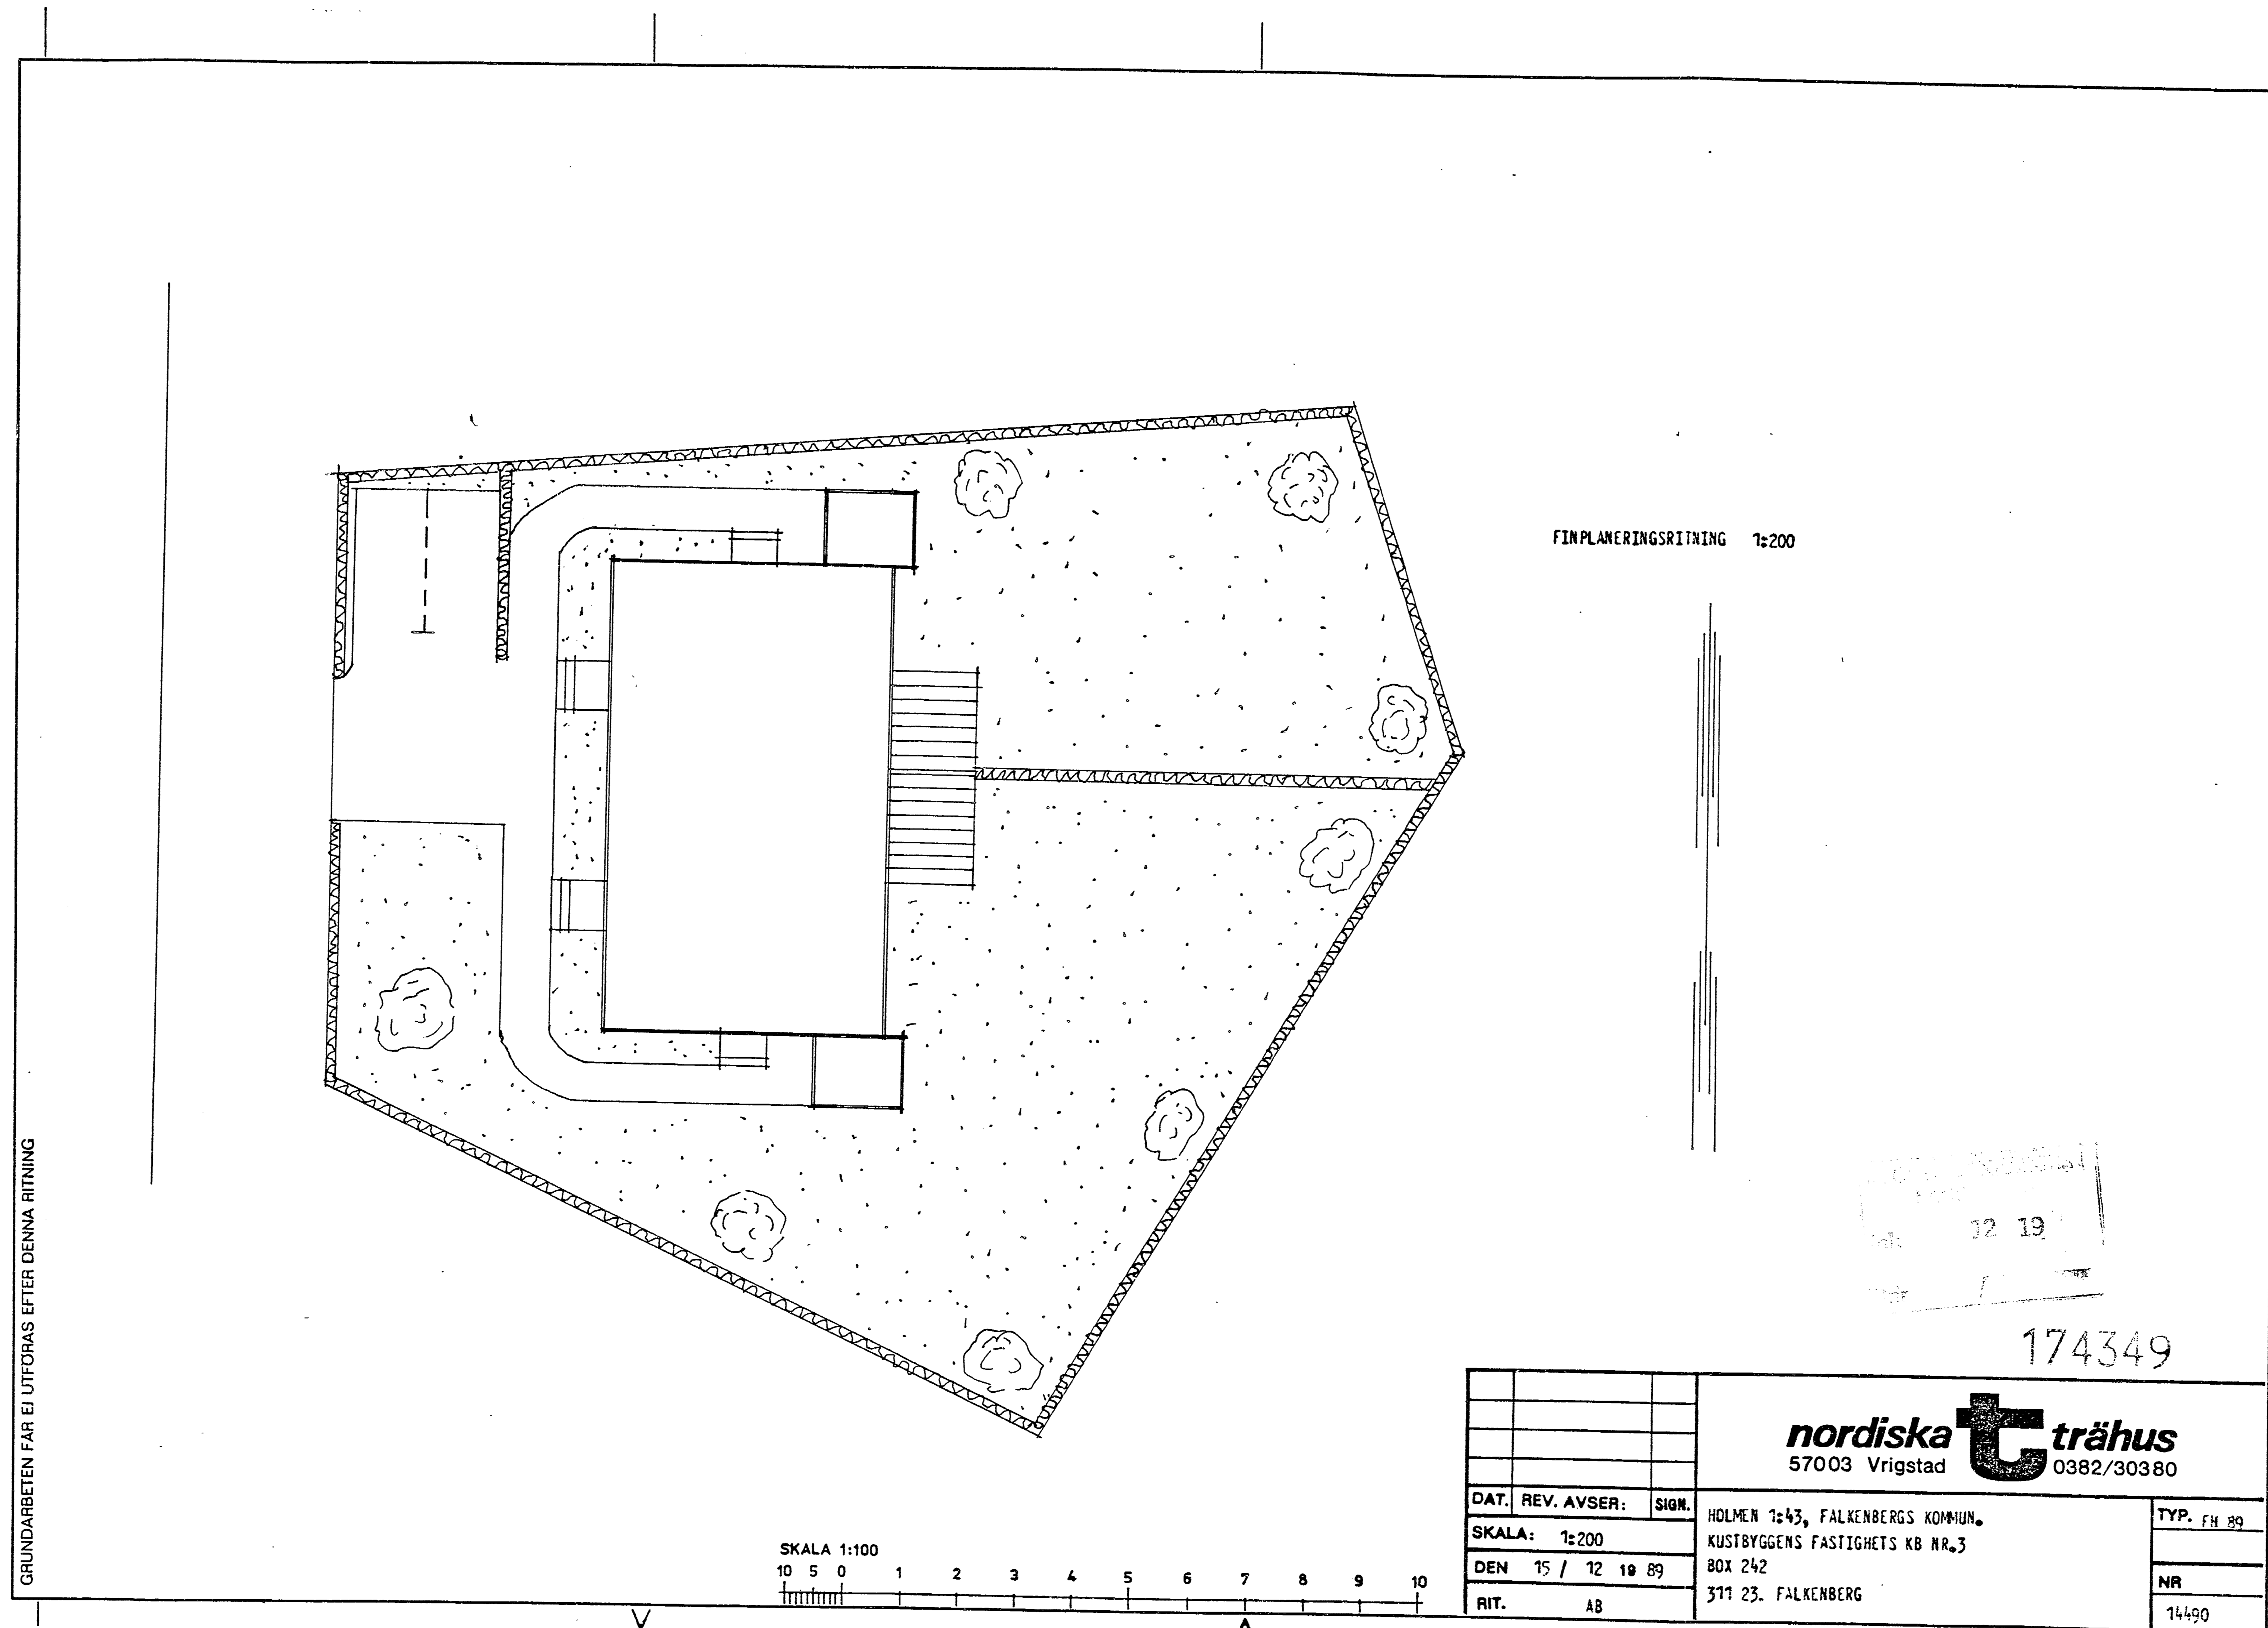 FINPLANERINGSRITNING 1:200
GRUNDARBETEN FÅR EJ UTFÖRAS EFTER DENNA RITNING
12 19
174349
nordiska t trähus
57003 Vrigstad 0382/30380
DAT. REV. AVSER: SIGN.
SKALA: 1:200
DEN 15 / 12 19 89
RIT. AB
HOLMEN 1:43, FALKENBERGS KOMMUN.
KUSTBYGGENS FASTIGHETS KB NR.3
BOX 242
311 23. FALKENBERG
TYP. FH 89
NR
14490
SKALA 1:100
10 5 0 1 2 3 4 5 6 7 8 9 10